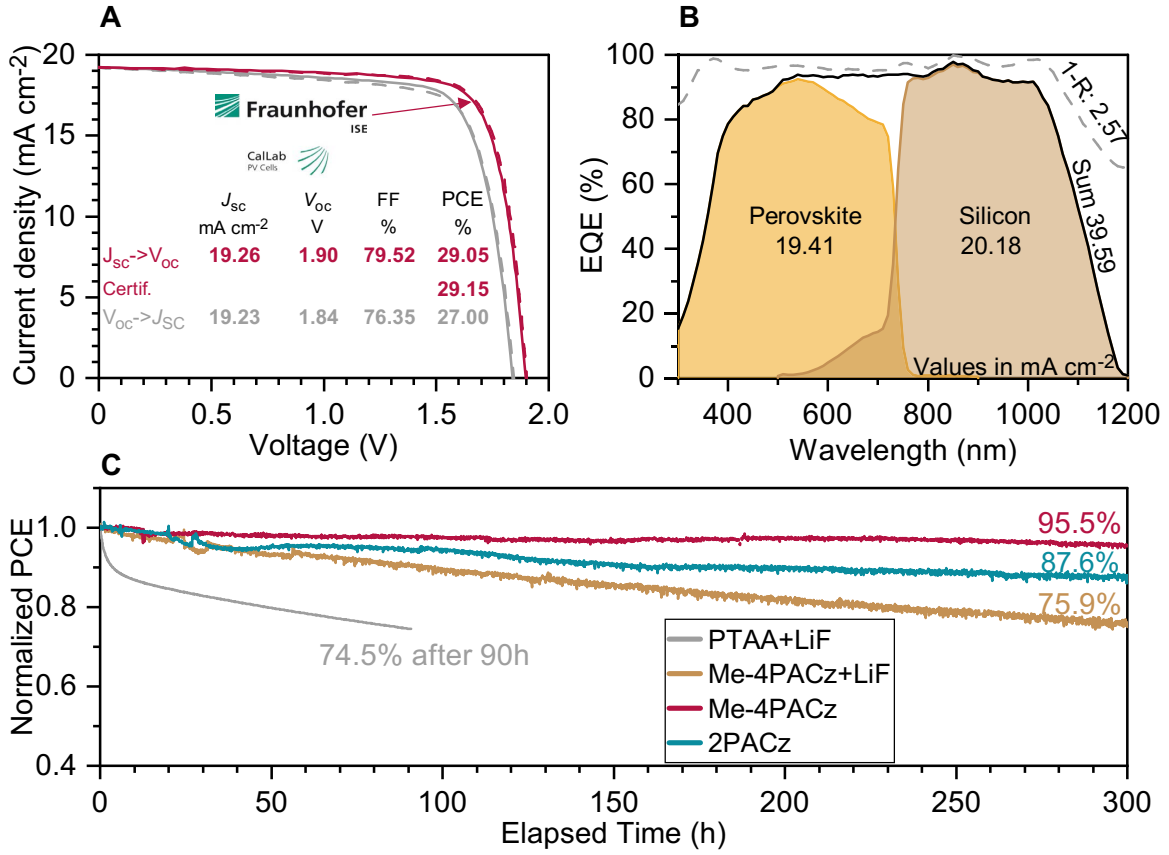 A
Current density (mA cm-2)
20
15
10
5
0
0.0
0.5
1.0
1.5
2.0
Voltage (V)
Fraunhofer
ISE
CalLab
PV Cells
Jsc Voc FF PCE
mA cm-2 V % %
Jsc->Voc 19.26 1.90 79.52 29.05
Certif. 29.15
Voc->JSC 19.23 1.84 76.35 27.00
B
EQE (%)
100
80
60
40
20
0
400
600
800
1000
1200
Wavelength (nm)
1-R: 2.57
Sum 39.59
Perovskite
19.41
Silicon
20.18
Values in mA cm-2
C
Normalized PCE
1.0
0.8
0.6
0.4
0
50
100
150
200
250
300
Elapsed Time (h)
95.5%
87.6%
75.9%
74.5% after 90h
PTAA+LiF
Me-4PACz+LiF
Me-4PACz
2PACz